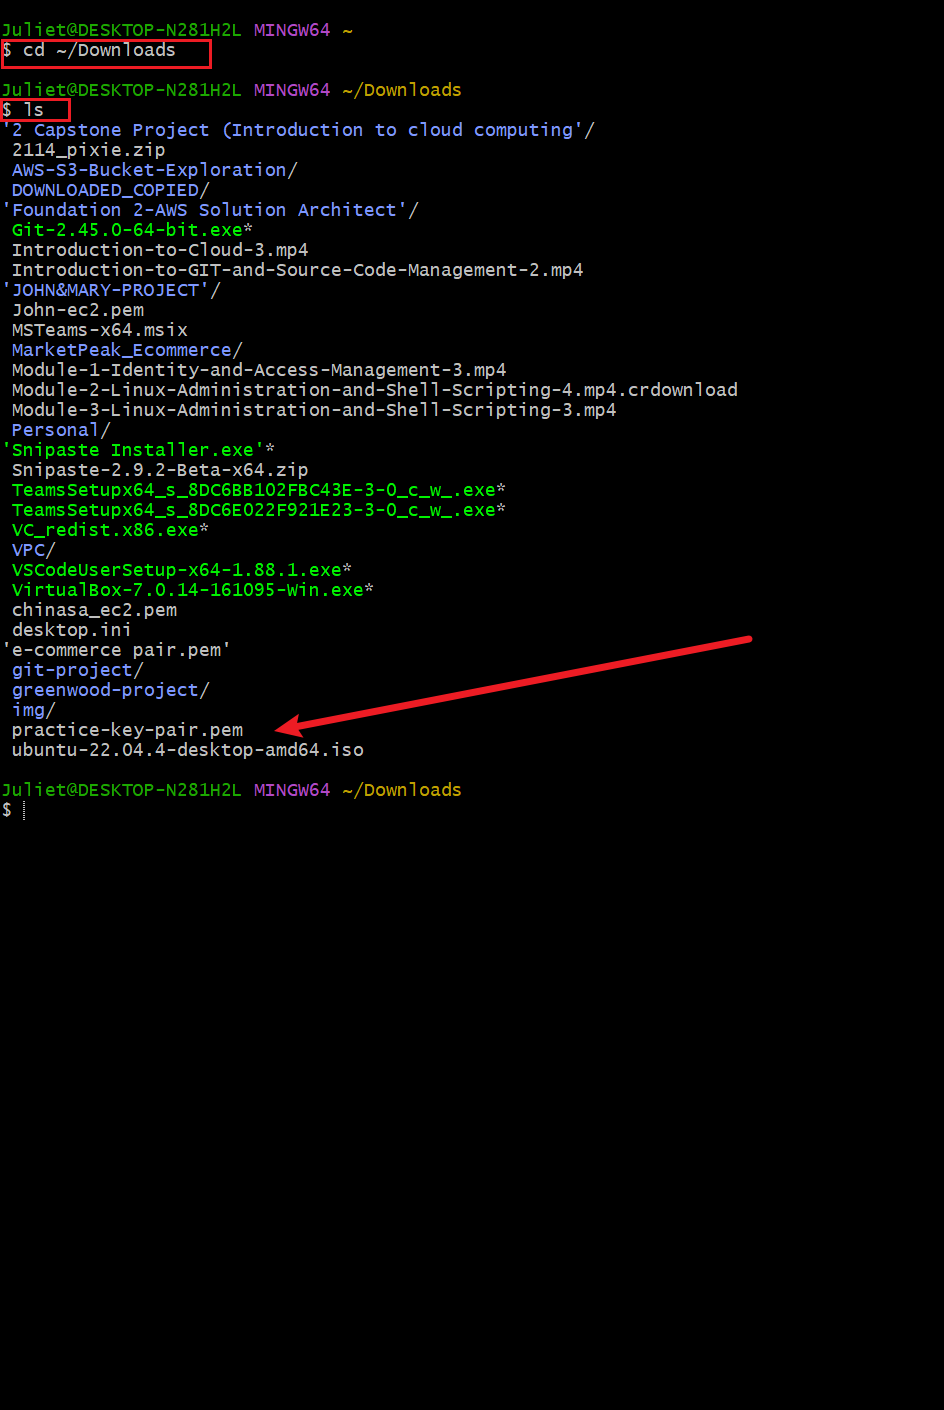 Juliet@DESKTOP-N281H2L MINGW64 ~
$ cd ~/Downloads
Juliet@DESKTOP-N281H2L MINGW64 ~/Downloads
$ ls
'2 Capstone Project (Introduction to cloud computing'/
2114_pixie.zip
AWS-S3-Bucket-Exploration/
DOWNLOADED_COPIED/
'Foundation 2-AWS Solution Architect'/
Git-2.45.0-64-bit.exe*
Introduction-to-Cloud-3.mp4
Introduction-to-GIT-and-Source-Code-Management-2.mp4
'JOHN&MARY-PROJECT'/
John-ec2.pem
MSTeams-x64.msix
MarketPeak_Ecommerce/
Module-1-Identity-and-Access-Management-3.mp4
Module-2-Linux-Administration-and-Shell-Scripting-4.mp4.crdownload
Module-3-Linux-Administration-and-Shell-Scripting-3.mp4
Personal/
'Snipaste Installer.exe'*
Snipaste-2.9.2-Beta-x64.zip
TeamsSetupx64_s_8DC6BB102FBC43E-3-0_c_w_.exe*
TeamsSetupx64_s_8DC6E022F921E23-3-0_c_w_.exe*
VC_redist.x86.exe*
VPC/
VSCodeUserSetup-x64-1.88.1.exe*
VirtualBox-7.0.14-161095-Win.exe*
chinasa_ec2.pem
desktop.ini
'e-commerce pair.pem'
git-project/
greenwood-project/
img/
practice-key-pair.pem
ubuntu-22.04.4-desktop-amd64.iso
Juliet@DESKTOP-N281H2L MINGW64 ~/Downloads
$